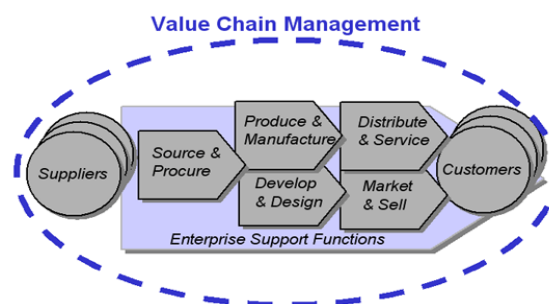 Value Chain Management
Suppliers
Source &
Procure
Produce &
Manufacture
Develop
& Design
Distribute
& Service
Market
& Sell
Customers
Enterprise Support Functions